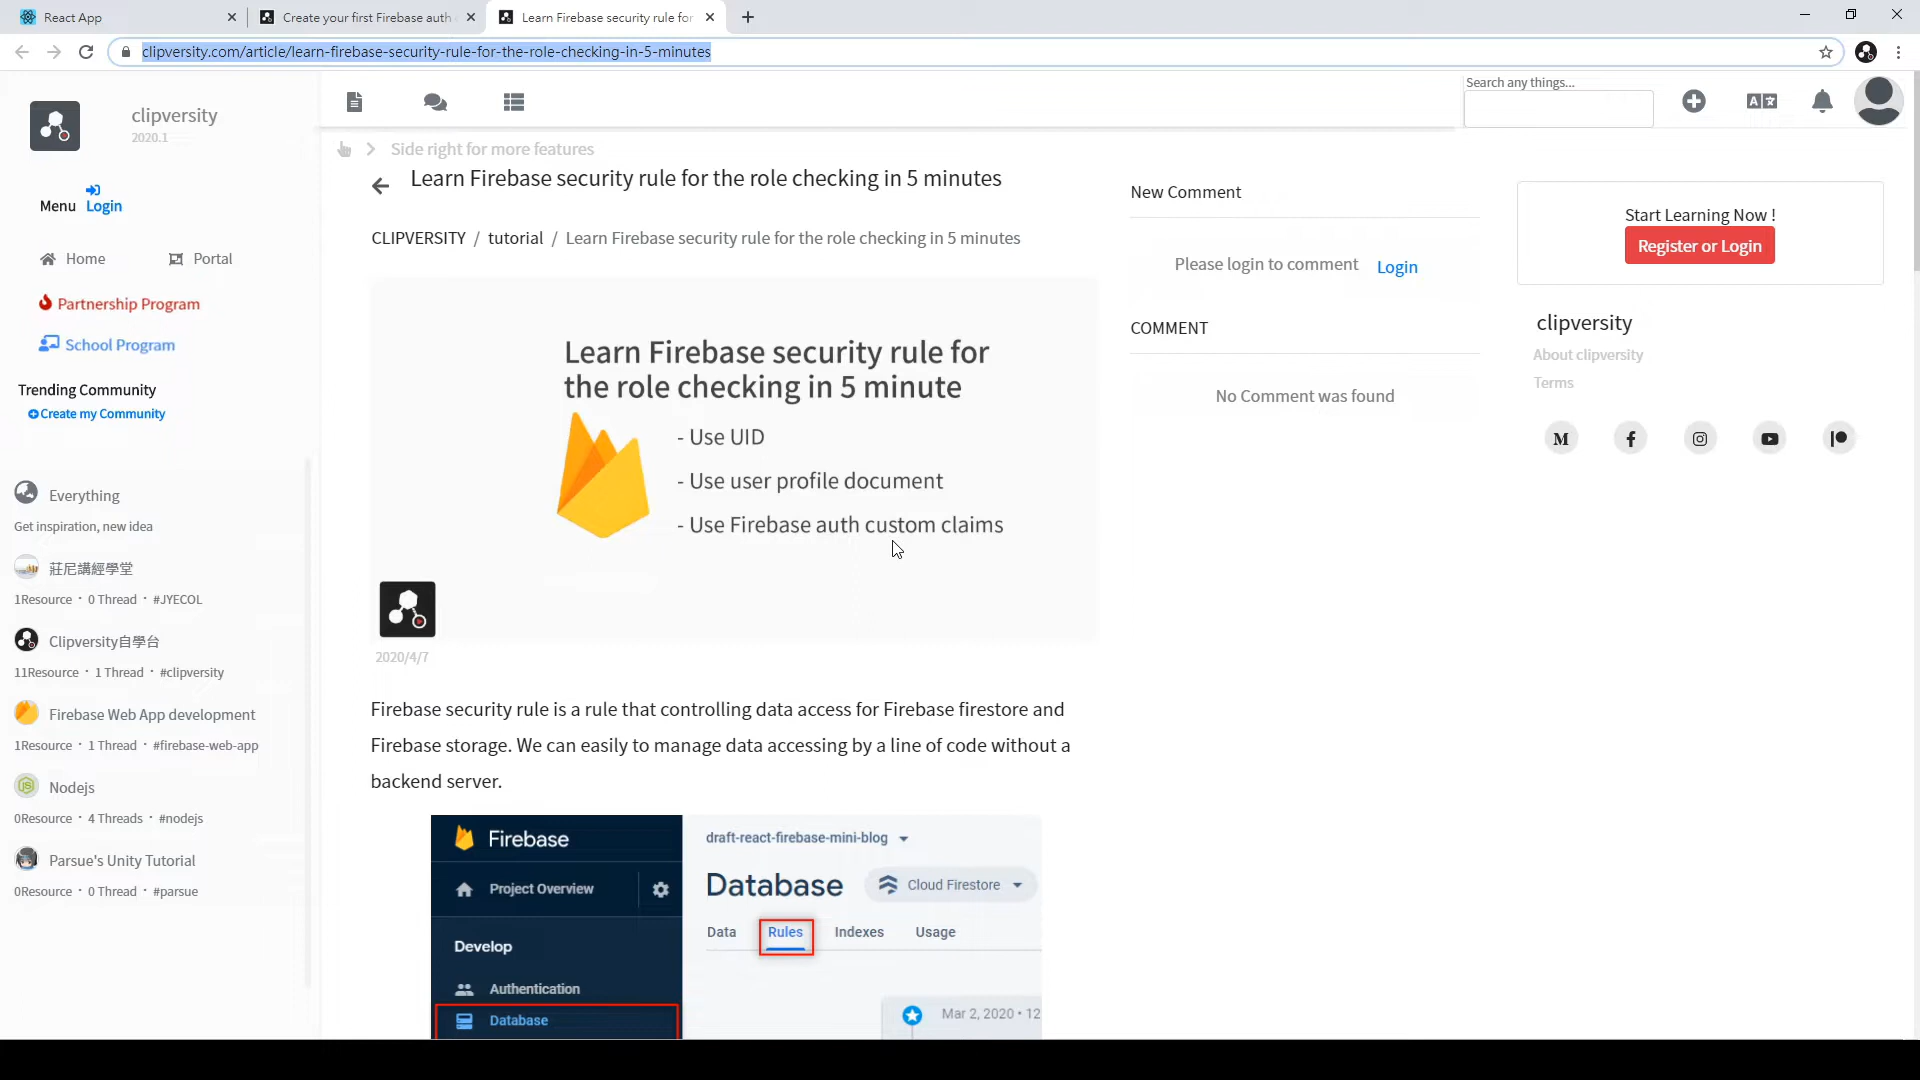 React App
Create your first Firebase auth
Learn Firebase security rule for
clipversity.com/article/learn-firebase-security-rule-for-the-role-checking-in-5-minutes
clipversity
2020.1
Menu
Login
Home
Portal
Partnership Program
School Program
Trending Community
Create my Community
Everything
Get inspiration, new idea
莊尼講經學堂
1Resource · 0 Thread · #JYECOL
Clipversity自學台
11Resource · 1 Thread · #clipversity
Firebase Web App development
1Resource · 1 Thread · #firebase-web-app
Nodejs
0Resource · 4 Threads · #nodejs
Parsue's Unity Tutorial
0Resource · 0 Thread · #parsue
Search any things...
Side right for more features
Learn Firebase security rule for the role checking in 5 minutes
CLIPVERSITY / tutorial / Learn Firebase security rule for the role checking in 5 minutes
Learn Firebase security rule for
the role checking in 5 minute
- Use UID
- Use user profile document
- Use Firebase auth custom claims
2020/4/7
Firebase security rule is a rule that controlling data access for Firebase firestore and
Firebase storage. We can easily to manage data accessing by a line of code without a
backend server.
Firebase
Project Overview
Develop
Authentication
Database
draft-react-firebase-mini-blog
Database
Cloud Firestore
Data
Rules
Indexes
Usage
Mar 2, 2020 • 12
New Comment
Please login to comment
Login
COMMENT
No Comment was found
Start Learning Now !
Register or Login
clipversity
About clipversity
Terms